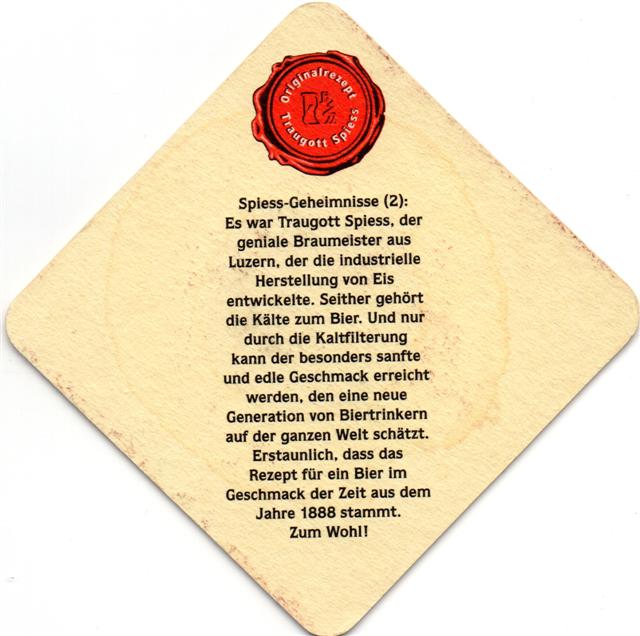 Originalrezept
Traugott Spiess
Spiess-Geheimnisse (2):
Es war Traugott Spiess, der
geniale Braumeister aus
Luzern, der die industrielle
Herstellung von Eis
entwickelte. Seither gehört
die Kälte zum Bier. Und nur
durch die Kaltfilterung
kann der besonders sanfte
und edle Geschmack erreicht
werden, den eine neue
Generation von Biertrinkern
auf der ganzen Welt schätzt.
Erstaunlich, dass das
Rezept für ein Bier im
Geschmack der Zeit aus dem
Jahre 1888 stammt.
Zum Wohl!